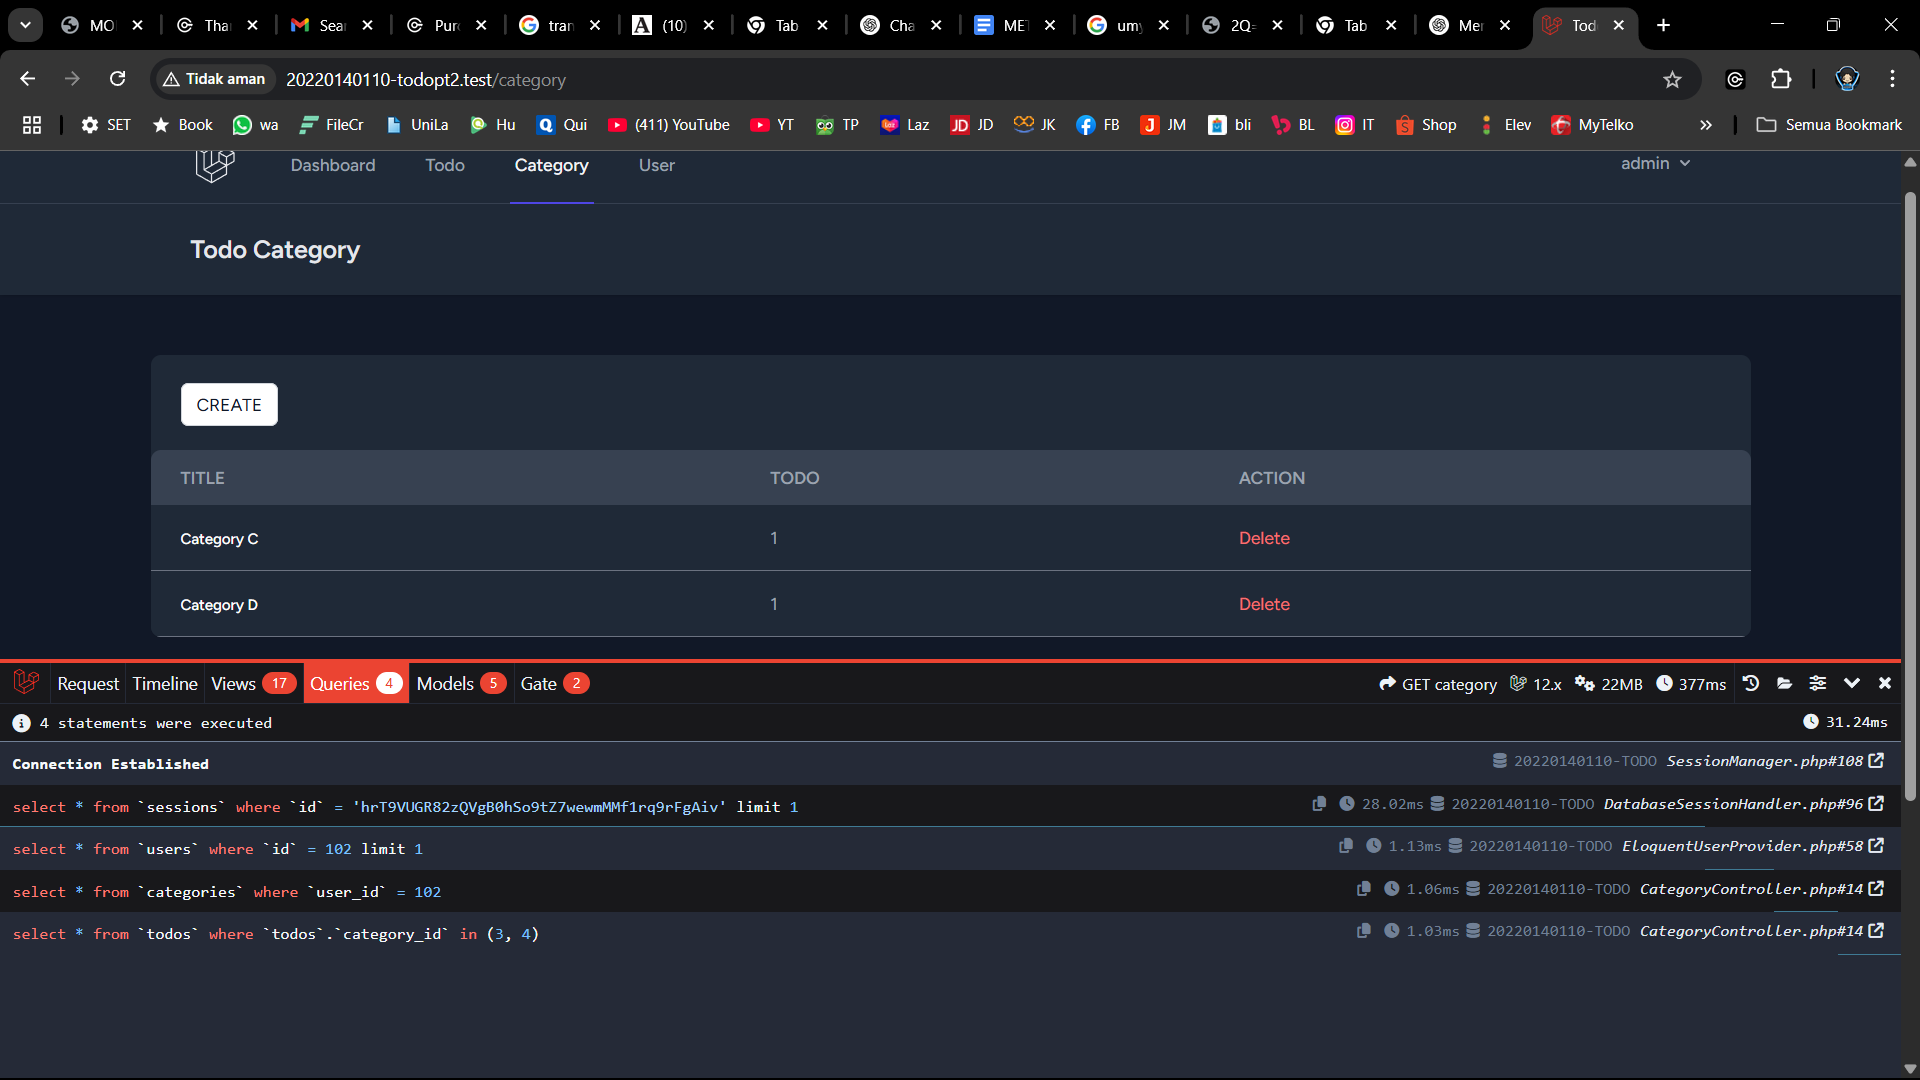 MO
Tha
Sea
Purc
tran
(10)
Tab
Cha
MET
umy
2Q=
Tab
Mer
Tod
Tidak aman
20220140110-todopt2.test/category
SET
Book
wa
FileCr
UniLa
Hu
Qui
(411) YouTube
YT
TP
Laz
JD
JK
FB
JM
bli
BL
IT
Shop
Elev
MyTelko
Semua Bookmark
Dashboard
Todo
Category
User
admin
Todo Category
CREATE
TITLE TODO ACTION
Category C 1 Delete
Category D 1 Delete
Request Timeline Views 17 Queries 4 Models 5 Gate 2 GET category 12.x 22MB 377ms
4 statements were executed 31.24ms
Connection Established 20220140110-TODO SessionManager.php#108
select * from `sessions` where `id` = 'hrT9VUGR82zQVgB0hSo9tZ7wewmMMf1rq9rFgAiv' limit 1 28.02ms 20220140110-TODO DatabaseSessionHandler.php#96
select * from `users` where `id` = 102 limit 1 1.13ms 20220140110-TODO EloquentUserProvider.php#58
select * from `categories` where `user_id` = 102 1.06ms 20220140110-TODO CategoryController.php#14
select * from `todos` where `todos`.`category_id` in (3, 4) 1.03ms 20220140110-TODO CategoryController.php#14